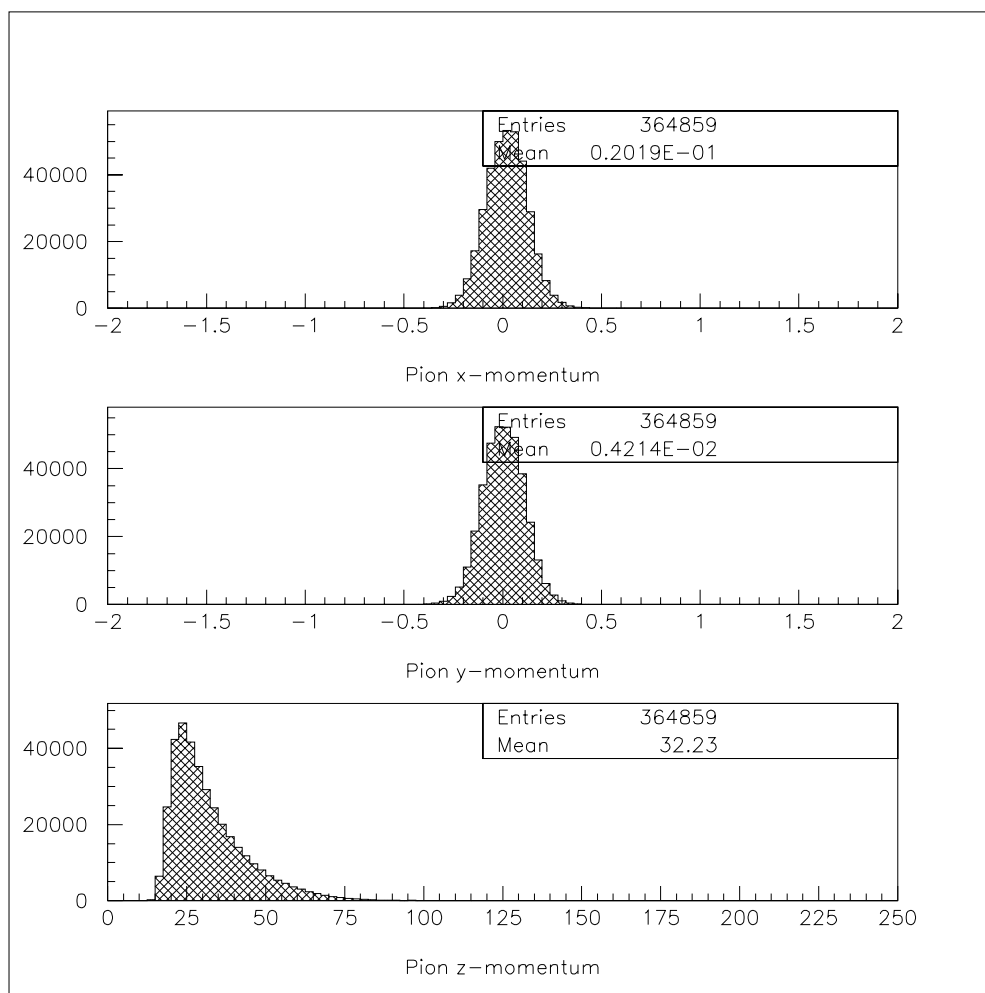 Entries 364859
Mean 0.2019E-01
40000
20000
0
-2 -1.5 -1 -0.5 0 0.5 1 1.5 2
Pion x-momentum
Entries 364859
Mean 0.4214E-02
40000
20000
0
-2 -1.5 -1 -0.5 0 0.5 1 1.5 2
Pion y-momentum
Entries 364859
Mean 32.23
40000
20000
0
0 25 50 75 100 125 150 175 200 225 250
Pion z-momentum